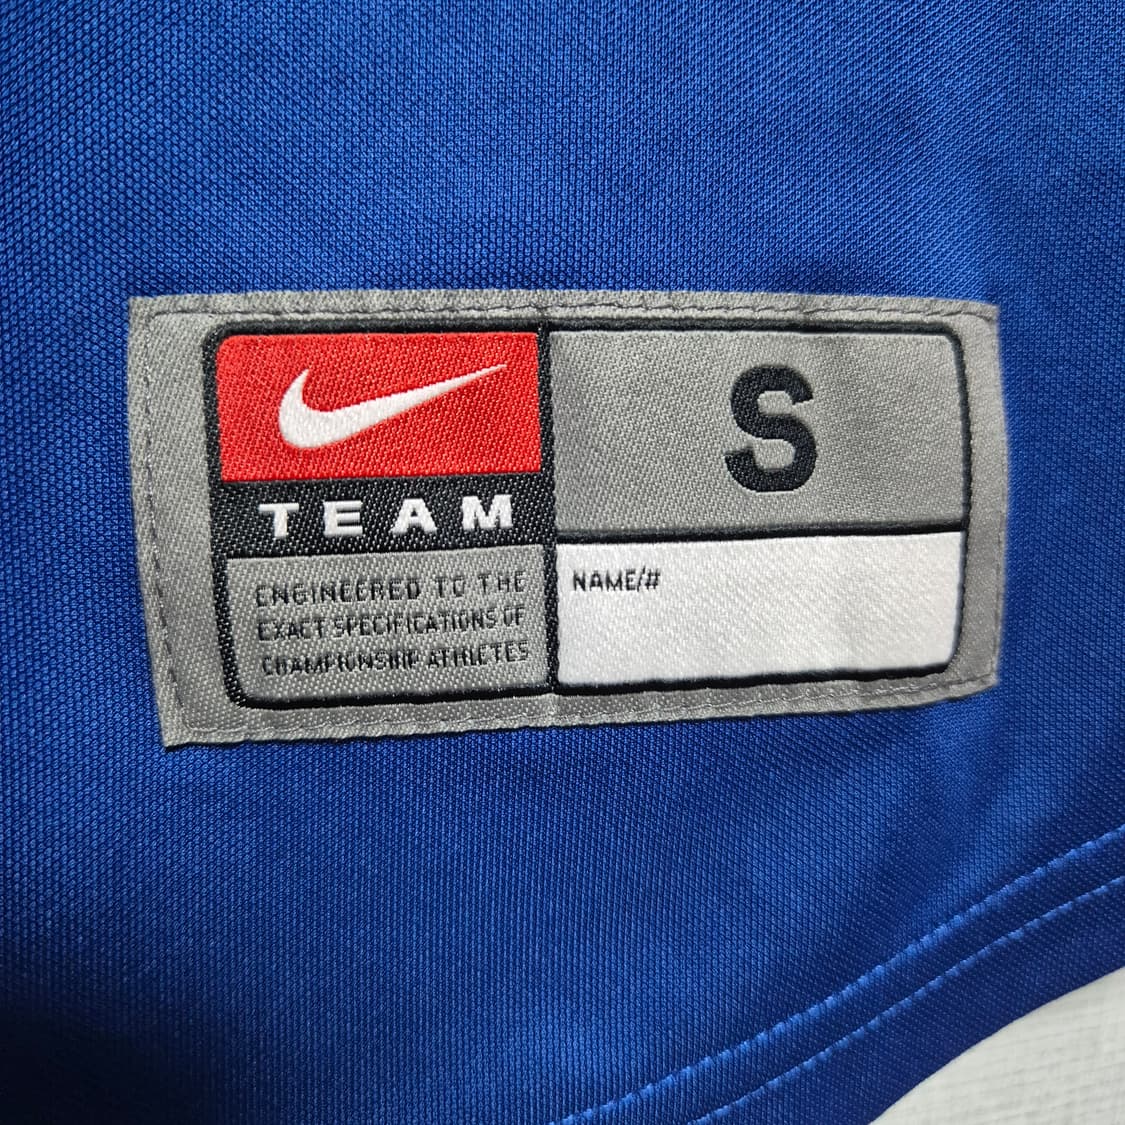 TEAM
S
ENGINEERED TO THE
EXACT SPECIFICATIONS OF
CHAMPIONSHIP ATHLETES
NAME/#